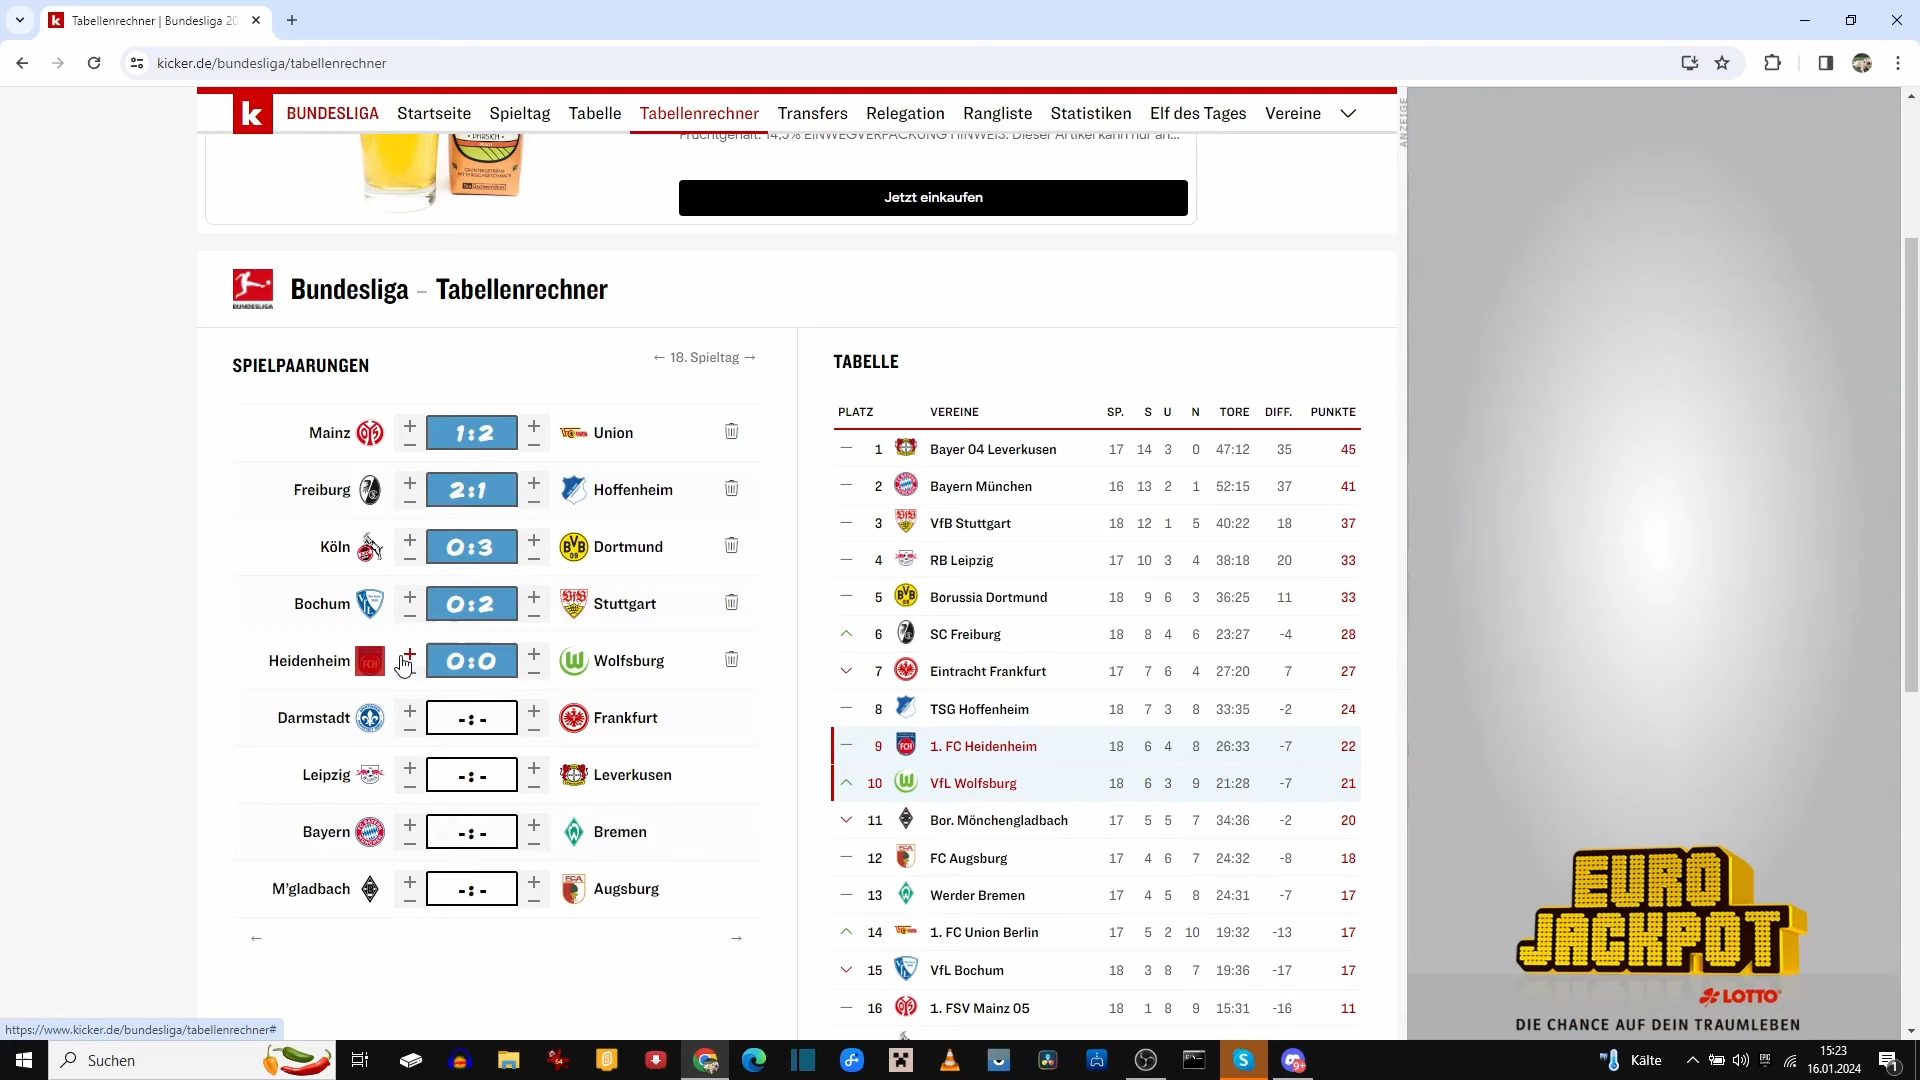 Tabellenrechner | Bundesliga 20
kicker.de/bundesliga/tabellenrechner
k BUNDESLIGA Startseite Spieltag Tabelle Tabellenrechner Transfers Relegation Rangliste Statistiken Elf des Tages Vereine
ANZEIGE
PFIRSICH
Fruchtgehalt: 14,5% EINWEGVERPACKUNG HINWEIS: Dieser Artikel kann nur an...
Jetzt einkaufen
BUNDESLIGA
Bundesliga – Tabellenrechner
SPIELPAARUNGEN
← 18. Spieltag →
Mainz + − 1:2 + − Union
Freiburg + − 2:1 + − Hoffenheim
Köln + − 0:3 + − Dortmund
Bochum + − 0:2 + − Stuttgart
Heidenheim + − 0:0 + − Wolfsburg
Darmstadt + − -:- + − Frankfurt
Leipzig + − -:- + − Leverkusen
Bayern + − -:- + − Bremen
M'gladbach + − -:- + − Augsburg
← →
TABELLE
PLATZ VEREINE SP. S U N TORE DIFF. PUNKTE
1 Bayer 04 Leverkusen 17 14 3 0 47:12 35 45
2 Bayern München 16 13 2 1 52:15 37 41
3 VfB Stuttgart 18 12 1 5 40:22 18 37
4 RB Leipzig 17 10 3 4 38:18 20 33
5 Borussia Dortmund 18 9 6 3 36:25 11 33
6 SC Freiburg 18 8 4 6 23:27 -4 28
7 Eintracht Frankfurt 17 7 6 4 27:20 7 27
8 TSG Hoffenheim 18 7 3 8 33:35 -2 24
9 1. FC Heidenheim 18 6 4 8 26:33 -7 22
10 VfL Wolfsburg 18 6 3 9 21:28 -7 21
11 Bor. Mönchengladbach 17 5 5 7 34:36 -2 20
12 FC Augsburg 17 4 6 7 24:32 -8 18
13 Werder Bremen 17 4 5 8 24:31 -7 17
14 1. FC Union Berlin 17 5 2 10 19:32 -13 17
15 VfL Bochum 18 3 8 7 19:36 -17 17
16 1. FSV Mainz 05 18 1 8 9 15:31 -16 11
EURO
JACKPOT
LOTTO
DIE CHANCE AUF DEIN TRAUMLEBEN
https://www.kicker.de/bundesliga/tabellenrechner#
Suchen
Kälte
15:23
16.01.2024